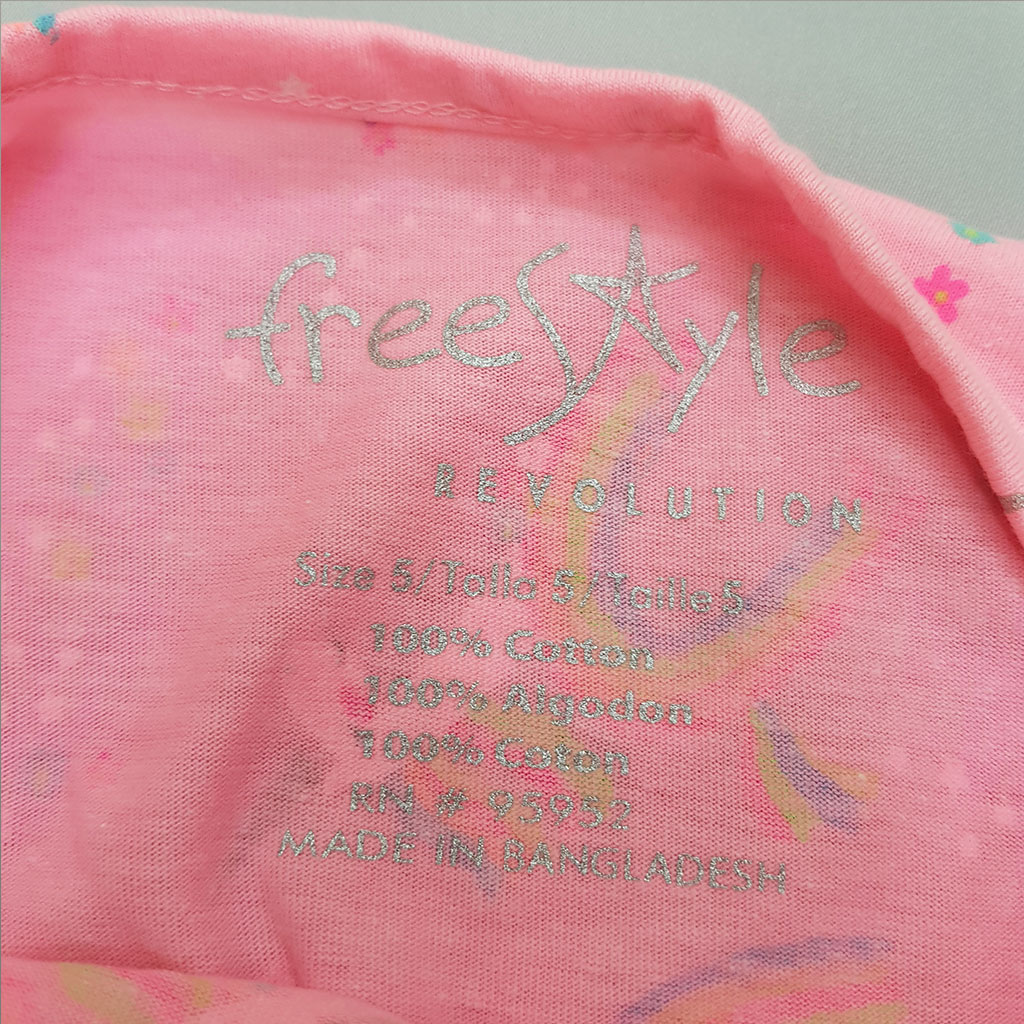 freestyle
REVOLUTION
Size 5/Talla 5/Taille 5
100% Cotton
100% Algodon
100% Coton
RN # 95952
MADE IN BANGLADESH